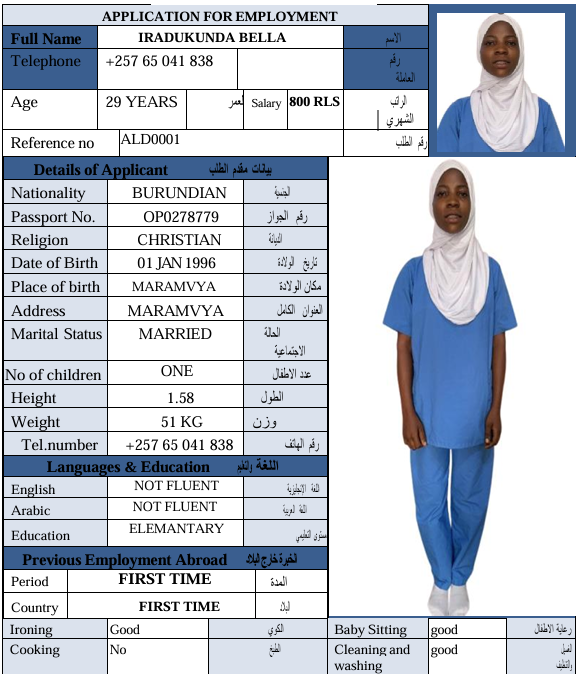 APPLICATION FOR EMPLOYMENT
Full Name IRADUKUNDA BELLA الاسم
Telephone +257 65 041 838 رقم العاملة
Age 29 YEARS العمر Salary 800 RLS الراتب الشهري
Reference no ALD0001 رقم الطلب
Details of Applicant بيانات مقدم الطلب
Nationality BURUNDIAN الجنسية
Passport No. OP0278779 رقم الجواز
Religion CHRISTIAN الديانة
Date of Birth 01 JAN 1996 تاريخ الولادة
Place of birth MARAMVYA مكان الولادة
Address MARAMVYA العنوان الكامل
Marital Status MARRIED الحالة الاجتماعية
No of children ONE عدد الاطفال
Height 1.58 الطول
Weight 51 KG وزن
Tel.number +257 65 041 838 رقم الهاتف
Languages & Education اللغة والتعليم
English NOT FLUENT اللغة الانجليزية
Arabic NOT FLUENT اللغة العربية
Education ELEMANTARY مستوى التعليمي
Previous Employment Abroad الخبرة خارج البلاد
Period FIRST TIME المدة
Country FIRST TIME البلاد
Ironing Good الكوي Baby Sitting good رعاية الاطفال
Cooking No الطبخ Cleaning and washing good الغسيل والتنظيف